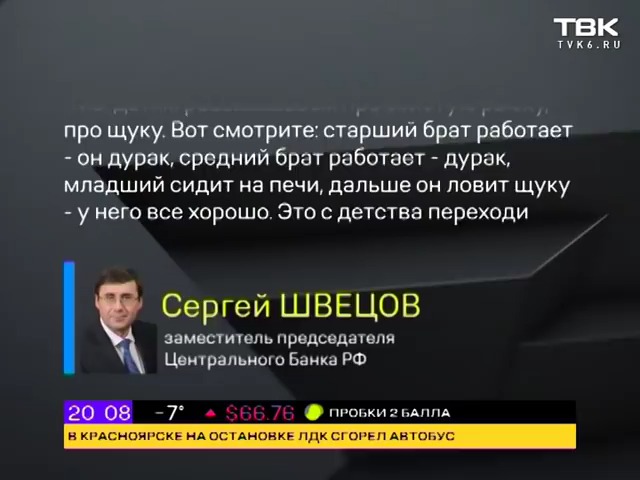 ТВК
TVK6.RU
про щуку. Вот смотрите: старший брат работает
- он дурак, средний брат работает - дурак,
младший сидит на печи, дальше он ловит щуку
- у него все хорошо. Это с детства переходи
Сергей ШВЕЦОВ
заместитель председателя
Центрального Банка РФ
20 08 -7° $66.76 ПРОБКИ 2 БАЛЛА
В КРАСНОЯРСКЕ НА ОСТАНОВКЕ ЛДК СГОРЕЛ АВТОБУС